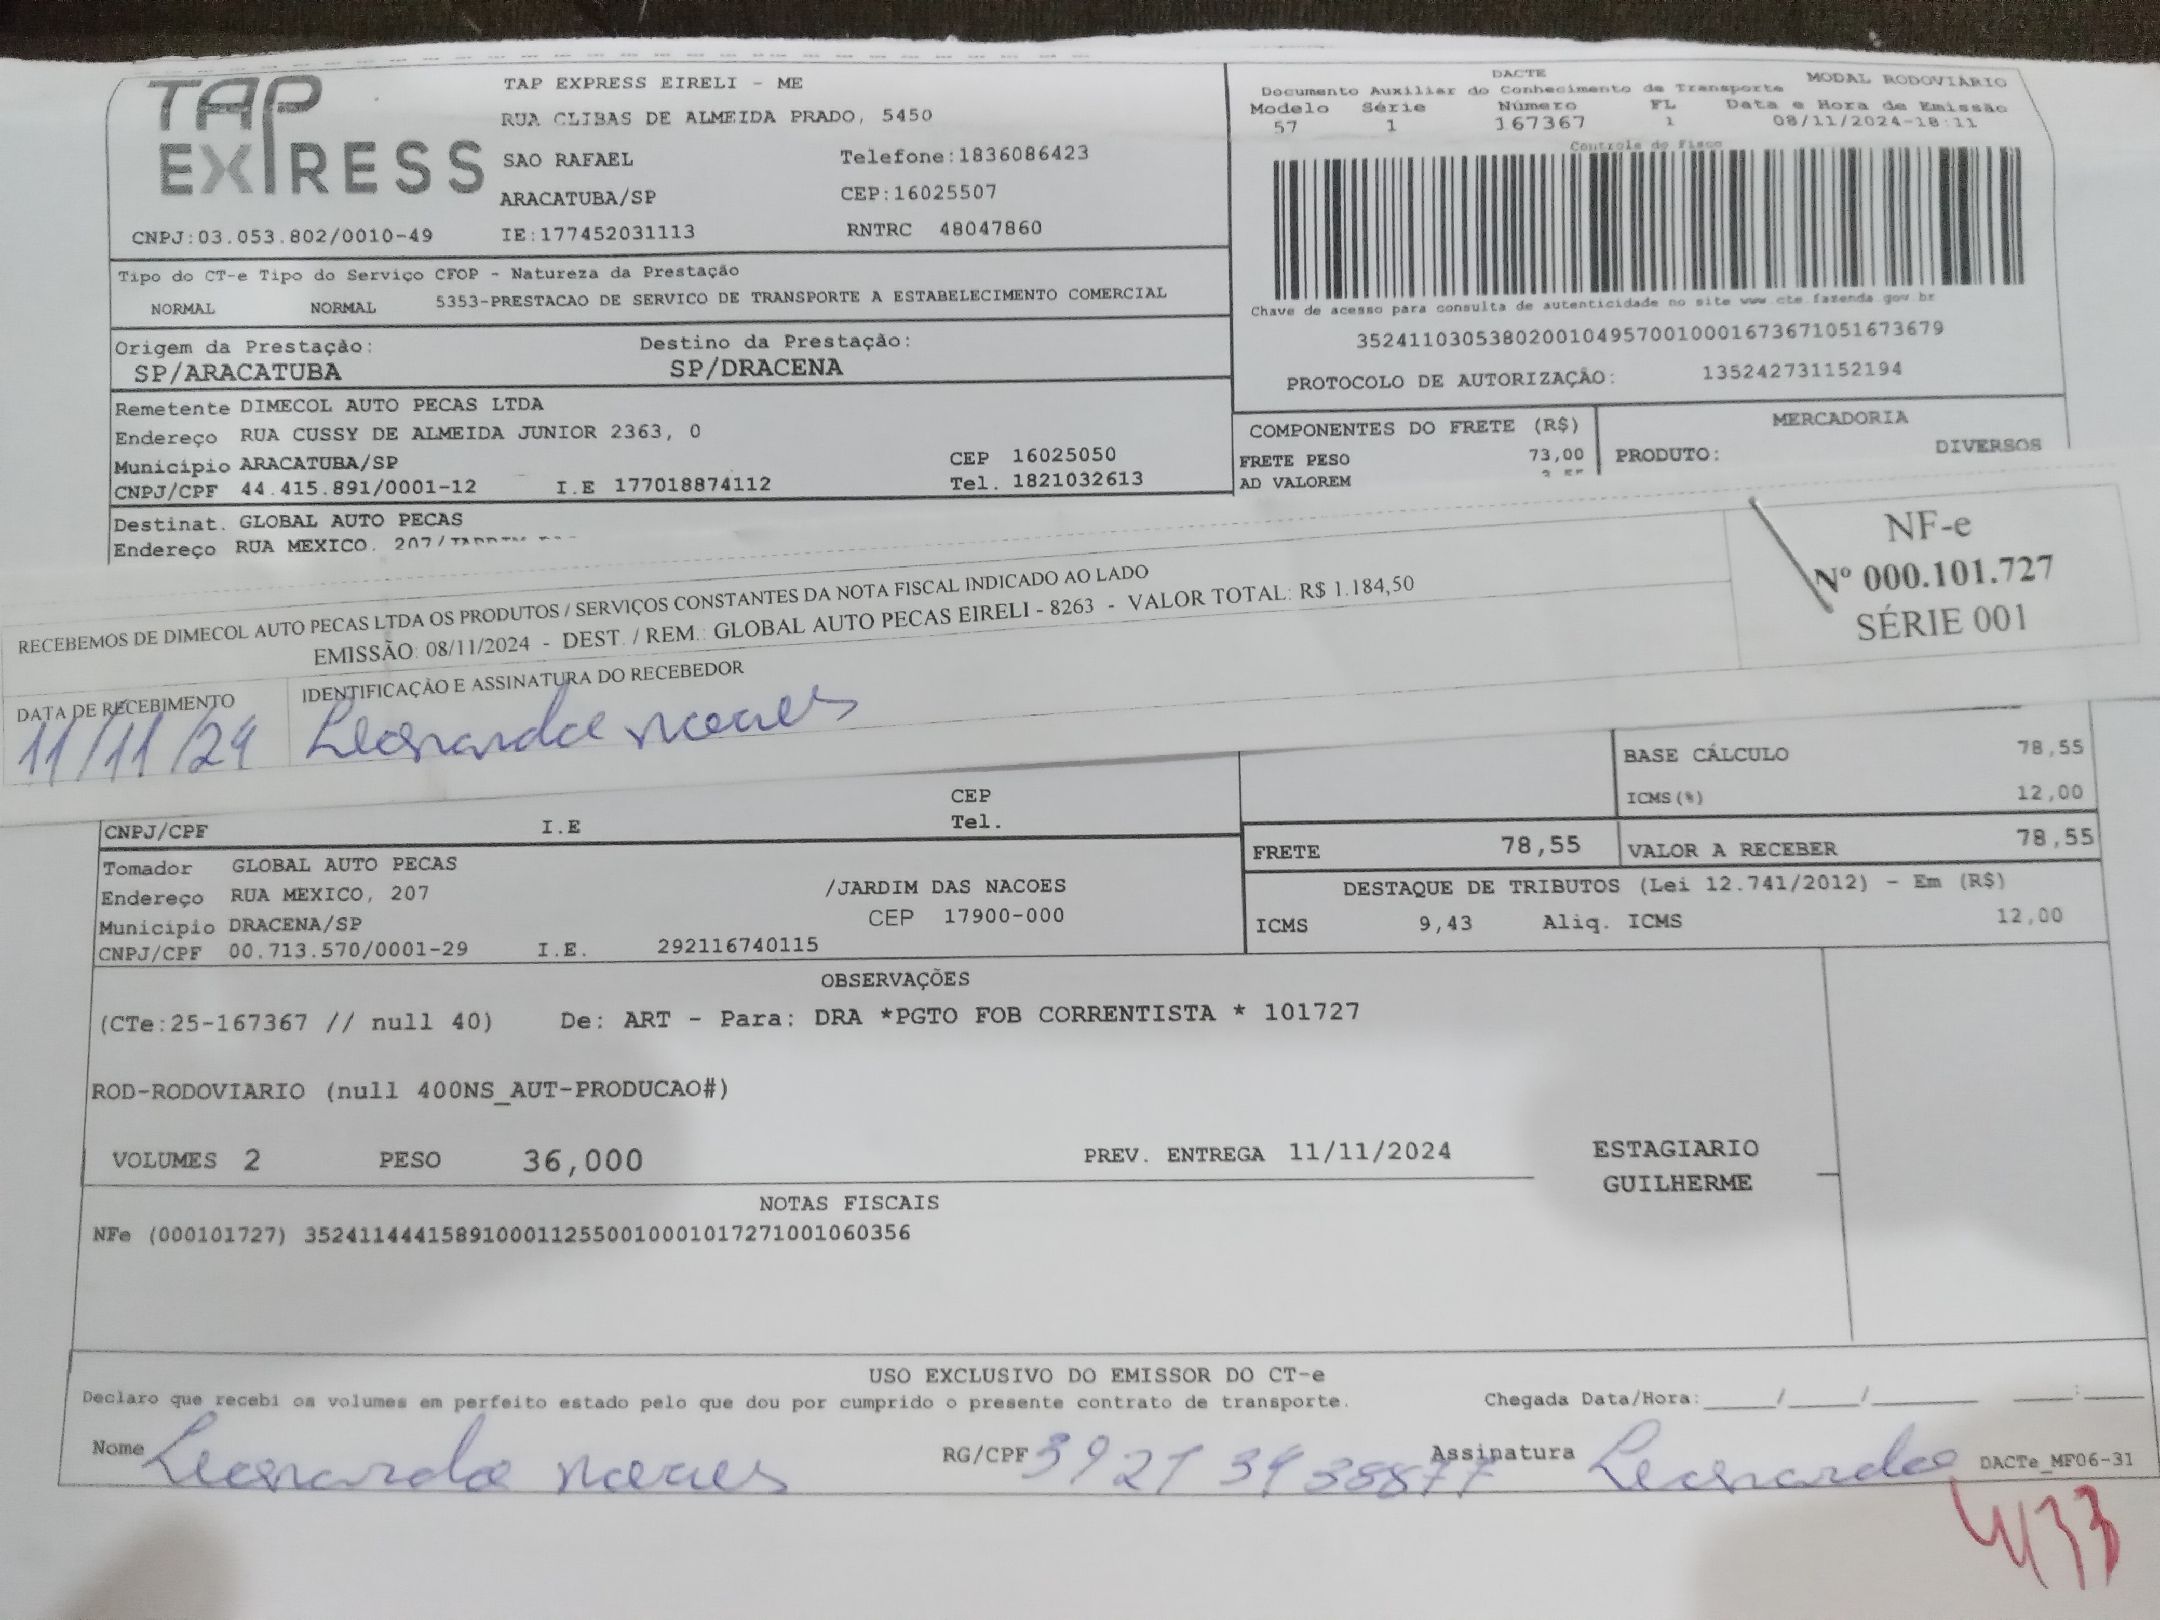 TAP EXPRESS
TAP EXPRESS EIRELI - ME
RUA CLIBAS DE ALMEIDA PRADO, 5450
SAO RAFAEL Telefone:1836086423
ARACATUBA/SP CEP:16025507
CNPJ:03.053.802/0010-49 IE:177452031113 RNTRC 48047860
DACTE MODAL RODOVIÁRIO
Documento Auxiliar do Conhecimento de Transporte
Modelo Série Número FL Data e Hora de Emissão
57 1 167367 1 08/11/2024-18:11
Controle do Fisco
Chave de acesso para consulta de autenticidade no site www.cte.fazenda.gov.br
35241103053802001049570010001673671051673679
PROTOCOLO DE AUTORIZAÇÃO: 135242731152194
Tipo do CT-e Tipo do Serviço CFOP - Natureza da Prestação
NORMAL NORMAL 5353-PRESTACAO DE SERVICO DE TRANSPORTE A ESTABELECIMENTO COMERCIAL
Origem da Prestação: Destino da Prestação:
SP/ARACATUBA SP/DRACENA
Remetente DIMECOL AUTO PECAS LTDA
Endereço RUA CUSSY DE ALMEIDA JUNIOR 2363, 0
Município ARACATUBA/SP CEP 16025050
CNPJ/CPF 44.415.891/0001-12 I.E 177018874112 Tel. 1821032613
COMPONENTES DO FRETE (R$) MERCADORIA
FRETE PESO 73,00 PRODUTO: DIVERSOS
AD VALOREM
Destinat. GLOBAL AUTO PECAS
Endereço RUA MEXICO, 207/
RECEBEMOS DE DIMECOL AUTO PECAS LTDA OS PRODUTOS / SERVIÇOS CONSTANTES DA NOTA FISCAL INDICADO AO LADO
EMISSÃO: 08/11/2024 - DEST. / REM.: GLOBAL AUTO PECAS EIRELI - 8263 - VALOR TOTAL: R$ 1.184,50
NF-e
Nº 000.101.727
SÉRIE 001
DATA DE RECEBIMENTO IDENTIFICAÇÃO E ASSINATURA DO RECEBEDOR
11/11/24 Leonardo
BASE CÁLCULO 78,55
ICMS(%) 12,00
CEP
CNPJ/CPF I.E Tel.
FRETE 78,55 VALOR A RECEBER 78,55
Tomador GLOBAL AUTO PECAS
Endereço RUA MEXICO, 207 /JARDIM DAS NACOES
Município DRACENA/SP CEP 17900-000
CNPJ/CPF 00.713.570/0001-29 I.E. 292116740115
DESTAQUE DE TRIBUTOS (Lei 12.741/2012) - Em (R$)
ICMS 9,43 Aliq. ICMS 12,00
OBSERVAÇÕES
(CTe:25-167367 // null 40) De: ART - Para: DRA *PGTO FOB CORRENTISTA * 101727
ROD-RODOVIARIO (null 400NS_AUT-PRODUCAO#)
VOLUMES 2 PESO 36,000 PREV. ENTREGA 11/11/2024 ESTAGIARIO
GUILHERME
NOTAS FISCAIS
NFe (000101727) 35241144415891000112550010001017271001060356
USO EXCLUSIVO DO EMISSOR DO CT-e
Declaro que recebi os volumes em perfeito estado pelo que dou por cumprido o presente contrato de transporte. Chegada Data/Hora:____/____/______ ____:____
Nome Leonardo RG/CPF Assinatura Leonardo DACTe_MF06-31